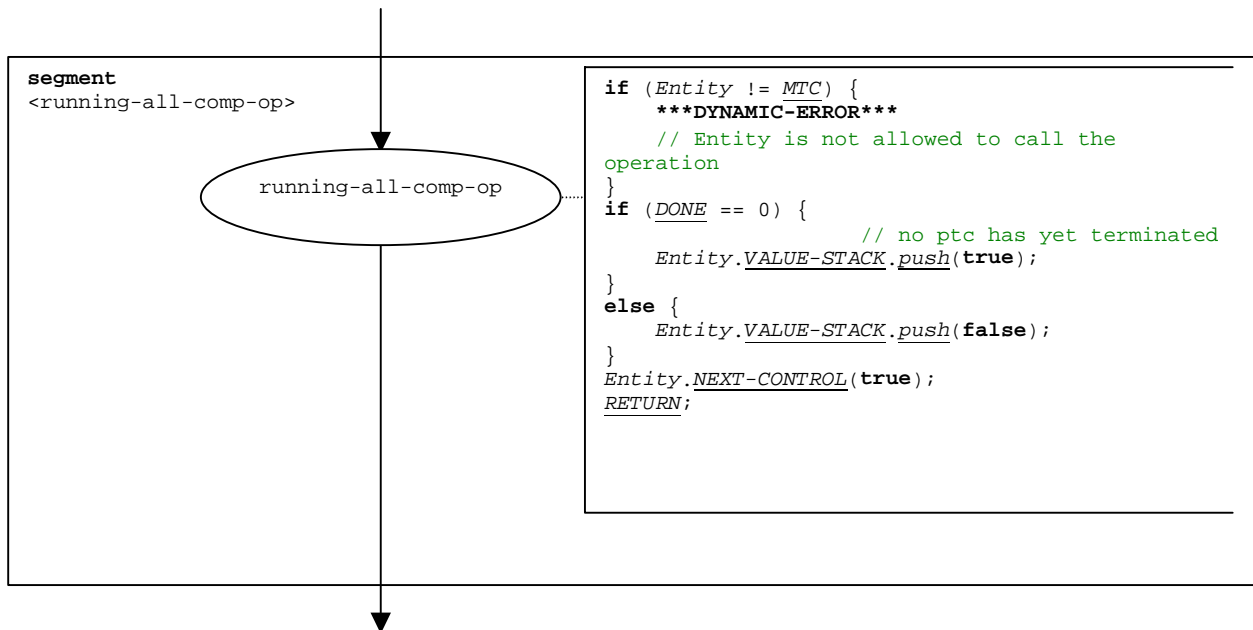 segment
<running-all-comp-op>
running-all-comp-op
if (Entity != MTC) {
***DYNAMIC-ERROR***
// Entity is not allowed to call the
operation
}
if (DONE == 0) {
// no ptc has yet terminated
Entity.VALUE-STACK.push(true);
}
else {
Entity.VALUE-STACK.push(false);
}
Entity.NEXT-CONTROL(true);
RETURN;